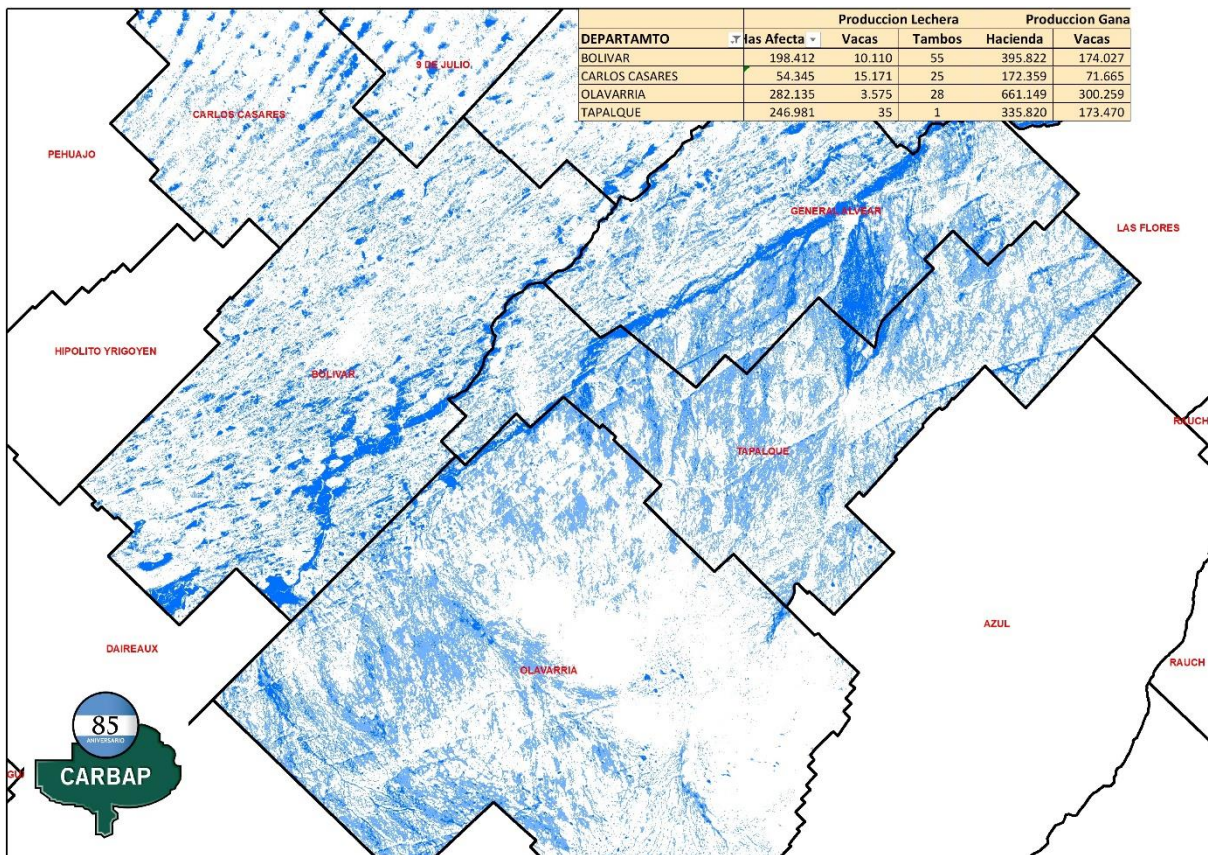 Produccion Lechera Produccion Gana
DEPARTAMTO Has Afecta Vacas Tambos Hacienda Vacas
BOLIVAR 198.412 10.110 55 395.822 174.027
CARLOS CASARES 54.345 15.171 25 172.359 71.665
OLAVARRIA 282.135 3.575 28 661.149 300.259
TAPALQUE 246.981 35 1 335.820 173.470
9 DE JULIO
CARLOS CASARES
PEHUAJO
GENERAL ALVEAR
LAS FLORES
HIPOLITO YRIGOYEN
BOLIVAR
RAUCH
TAPALQUE
AZUL
DAIREAUX
OLAVARRIA
RAUCH
85
ANIVERSARIO
CARBAP